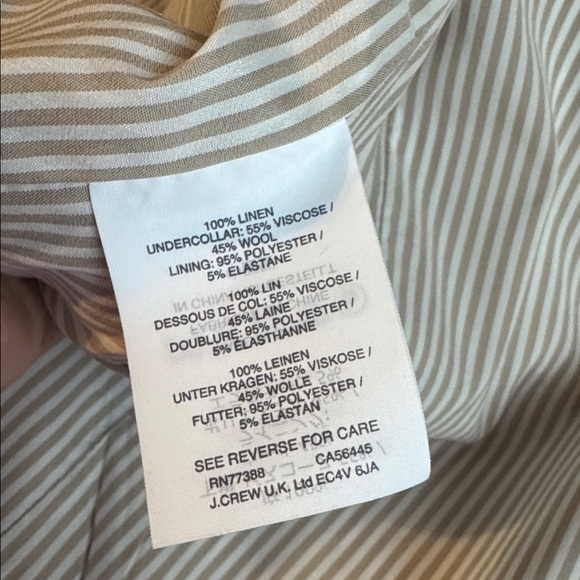 100% LINEN
UNDERCOLLAR: 55% VISCOSE /
45% WOOL
LINING: 95% POLYESTER /
5% ELASTANE
100% LIN
DESSOUS DE COL: 55% VISCOSE /
45% LAINE
DOUBLURE: 95% POLYESTER /
5% ELASTHANNE
100% LEINEN
UNTER KRAGEN: 55% VISKOSE /
45% WOLLE
FUTTER: 95% POLYESTER /
5% ELASTAN
SEE REVERSE FOR CARE
RN77388 CA56445
J.CREW U.K, Ltd EC4V 6JA